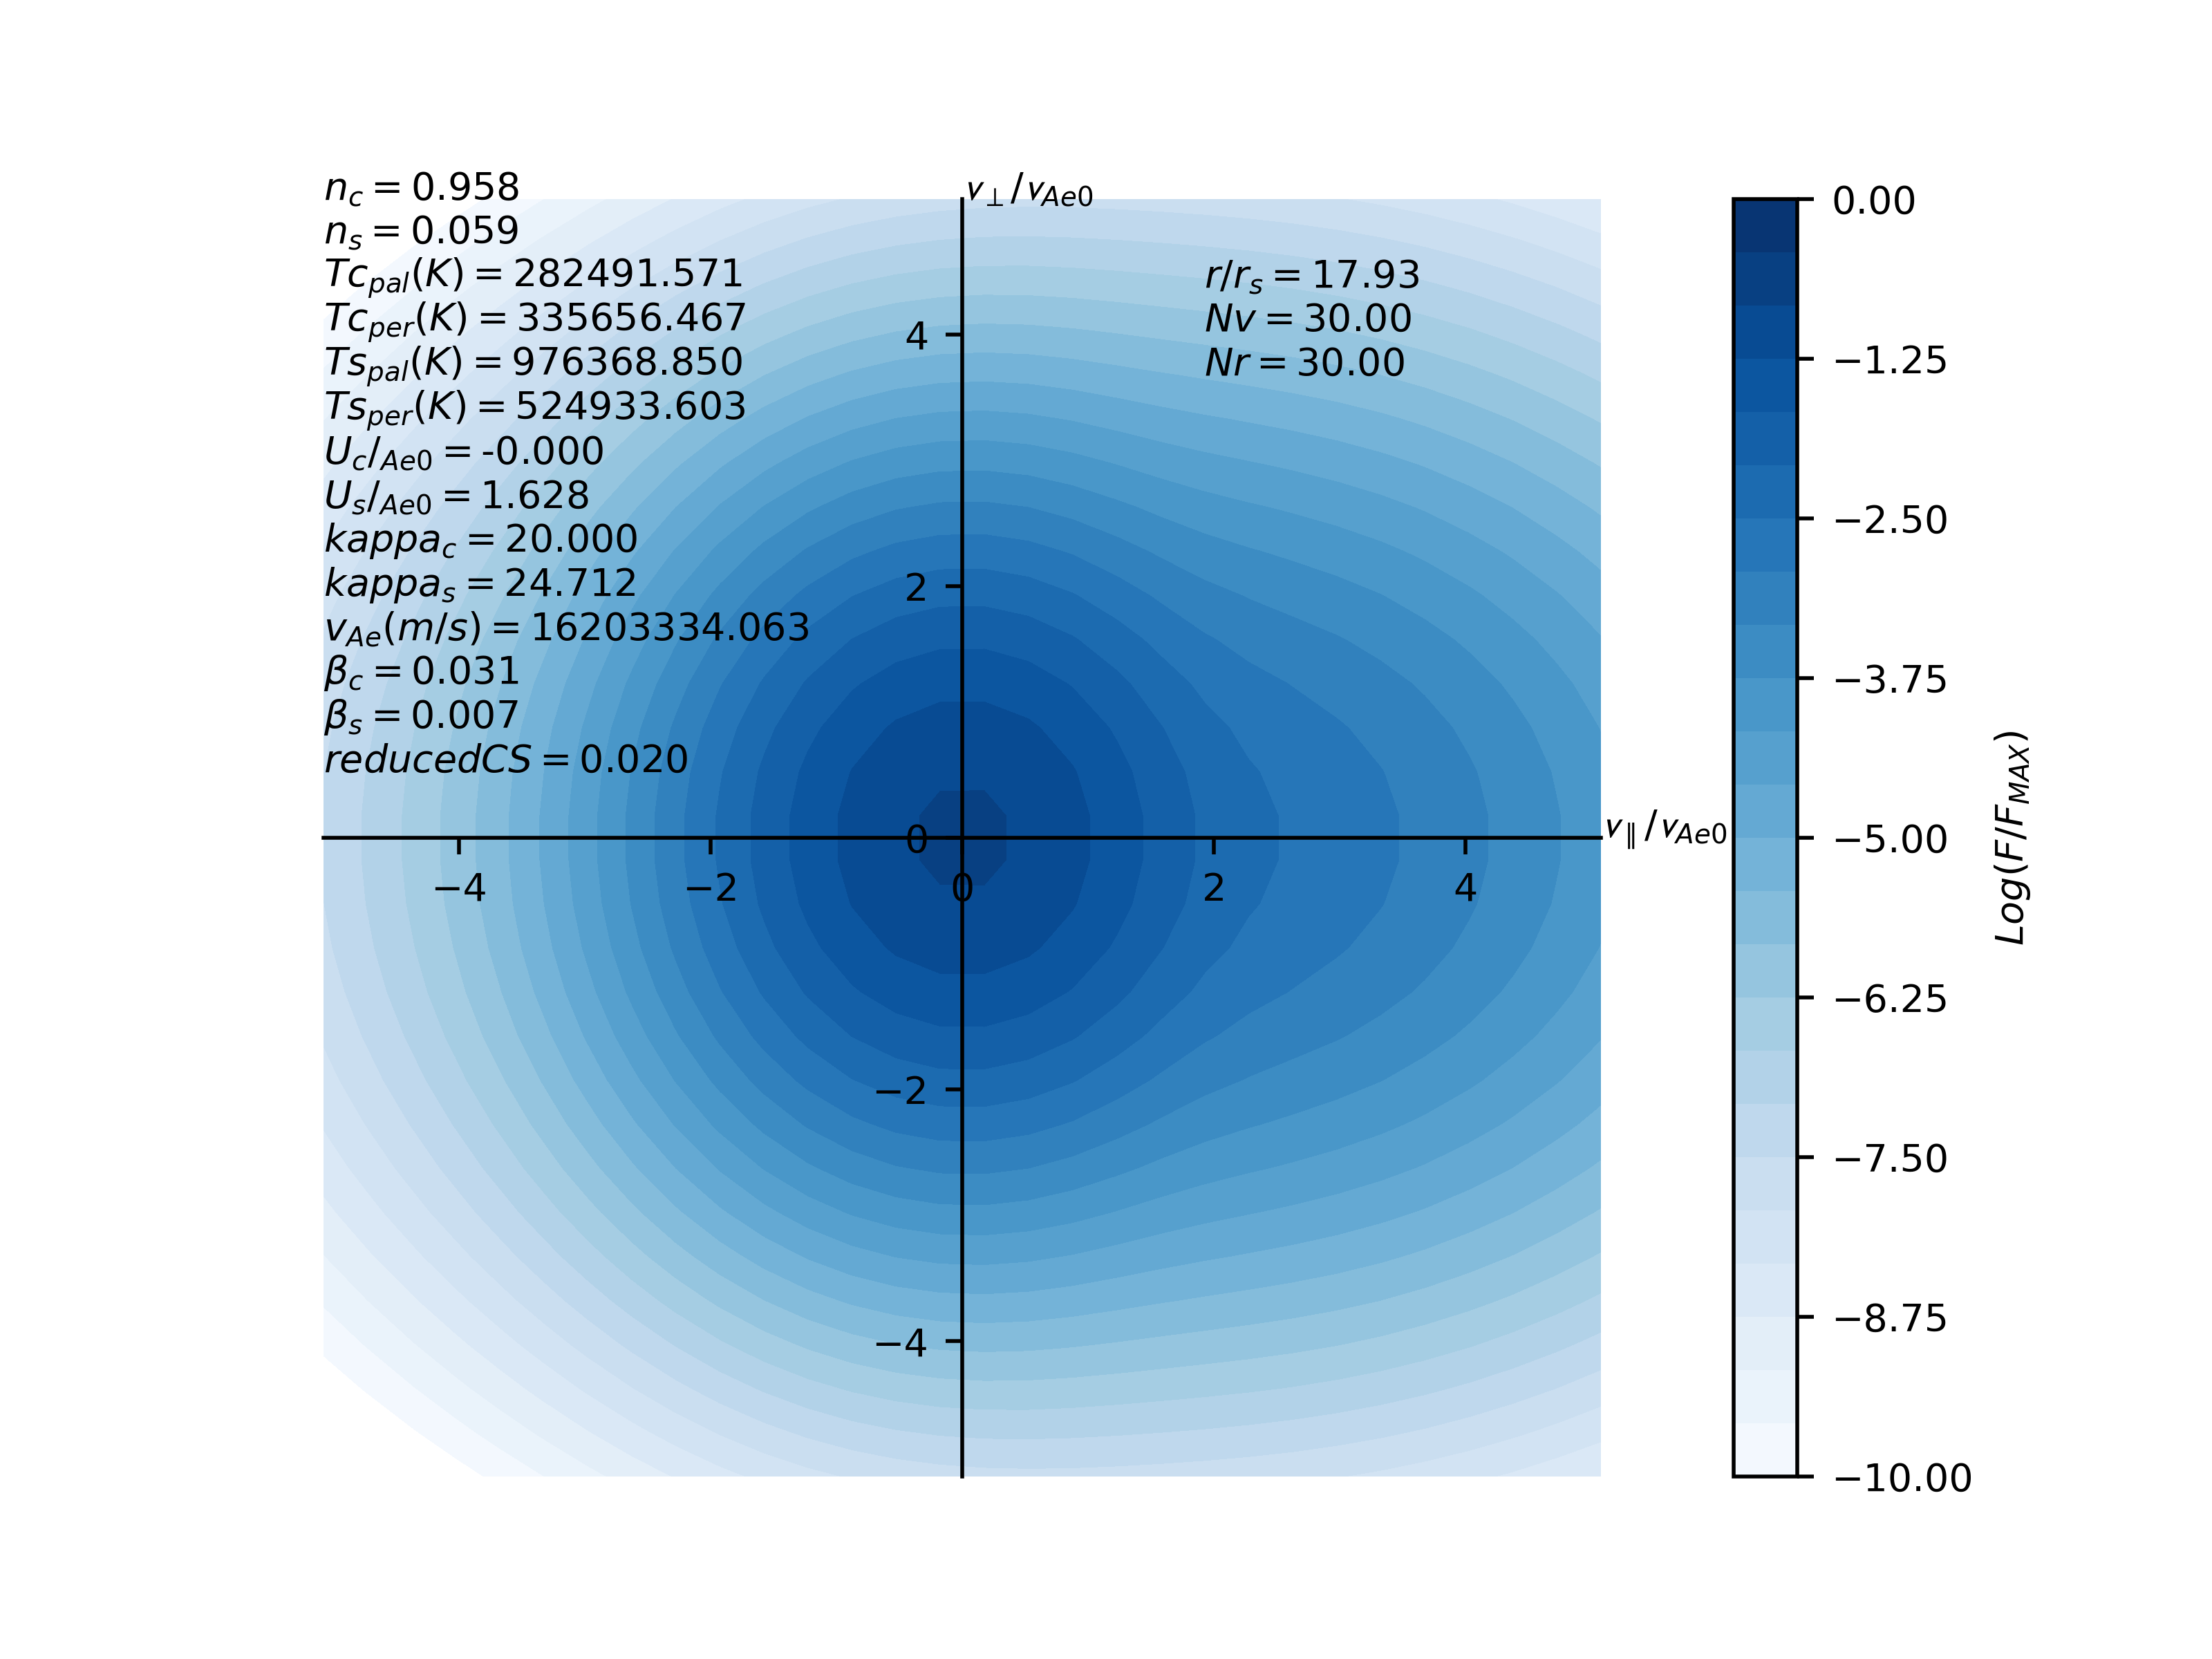 n_c = 0.958
n_s = 0.059
Tc_pal(K) = 282491.571
Tc_per(K) = 335656.467
Ts_pal(K) = 976368.850
Ts_per(K) = 524933.603
U_c/_Ae0 = -0.000
U_s/_Ae0 = 1.628
kappa_c = 20.000
kappa_s = 24.712
v_Ae(m/s) = 16203334.063
β_c = 0.031
β_s = 0.007
reducedCS = 0.020
v_⊥/v_Ae0
r/r_s = 17.93
Nv = 30.00
Nr = 30.00
4
2
0
−2
−4
−4
−2
0
2
4
v_∥/v_Ae0
0.00
−1.25
−2.50
−3.75
−5.00
−6.25
−7.50
−8.75
−10.00
Log(F/F_MAX)